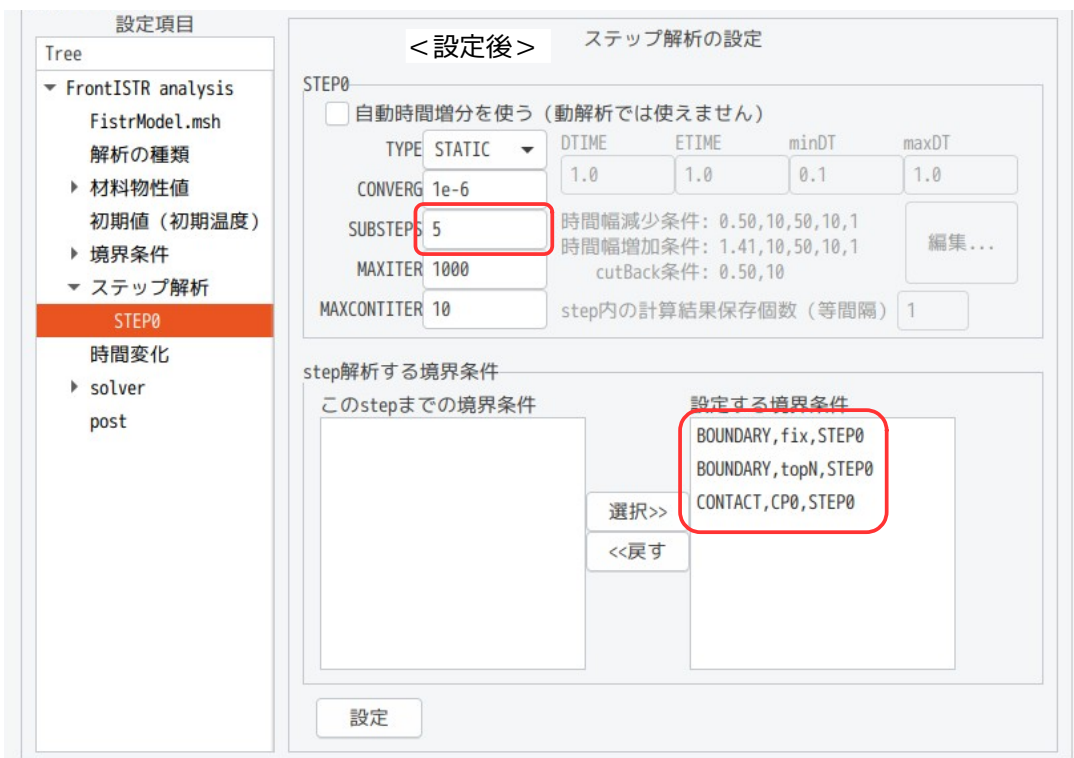 設定項目
Tree
FrontISTR analysis
FistrModel.msh
解析の種類
材料物性値
初期値（初期温度）
境界条件
ステップ解析
STEP0
時間変化
solver
post
＜設定後＞
ステップ解析の設定
STEP0
自動時間増分を使う（動解析では使えません）
TYPE STATIC DTIME ETIME minDT maxDT
CONVERG 1e-6 1.0 1.0 0.1 1.0
SUBSTEPS 5 時間幅減少条件: 0.50,10,50,10,1
時間幅増加条件: 1.41,10,50,10,1 編集...
MAXITER 1000 cutBack条件: 0.50,10
MAXCONTITER 10 step内の計算結果保存個数（等間隔） 1
step解析する境界条件
このstepまでの境界条件 設定する境界条件
BOUNDARY,fix,STEP0
BOUNDARY,topN,STEP0
CONTACT,CP0,STEP0
選択>>
<<戻す
設定